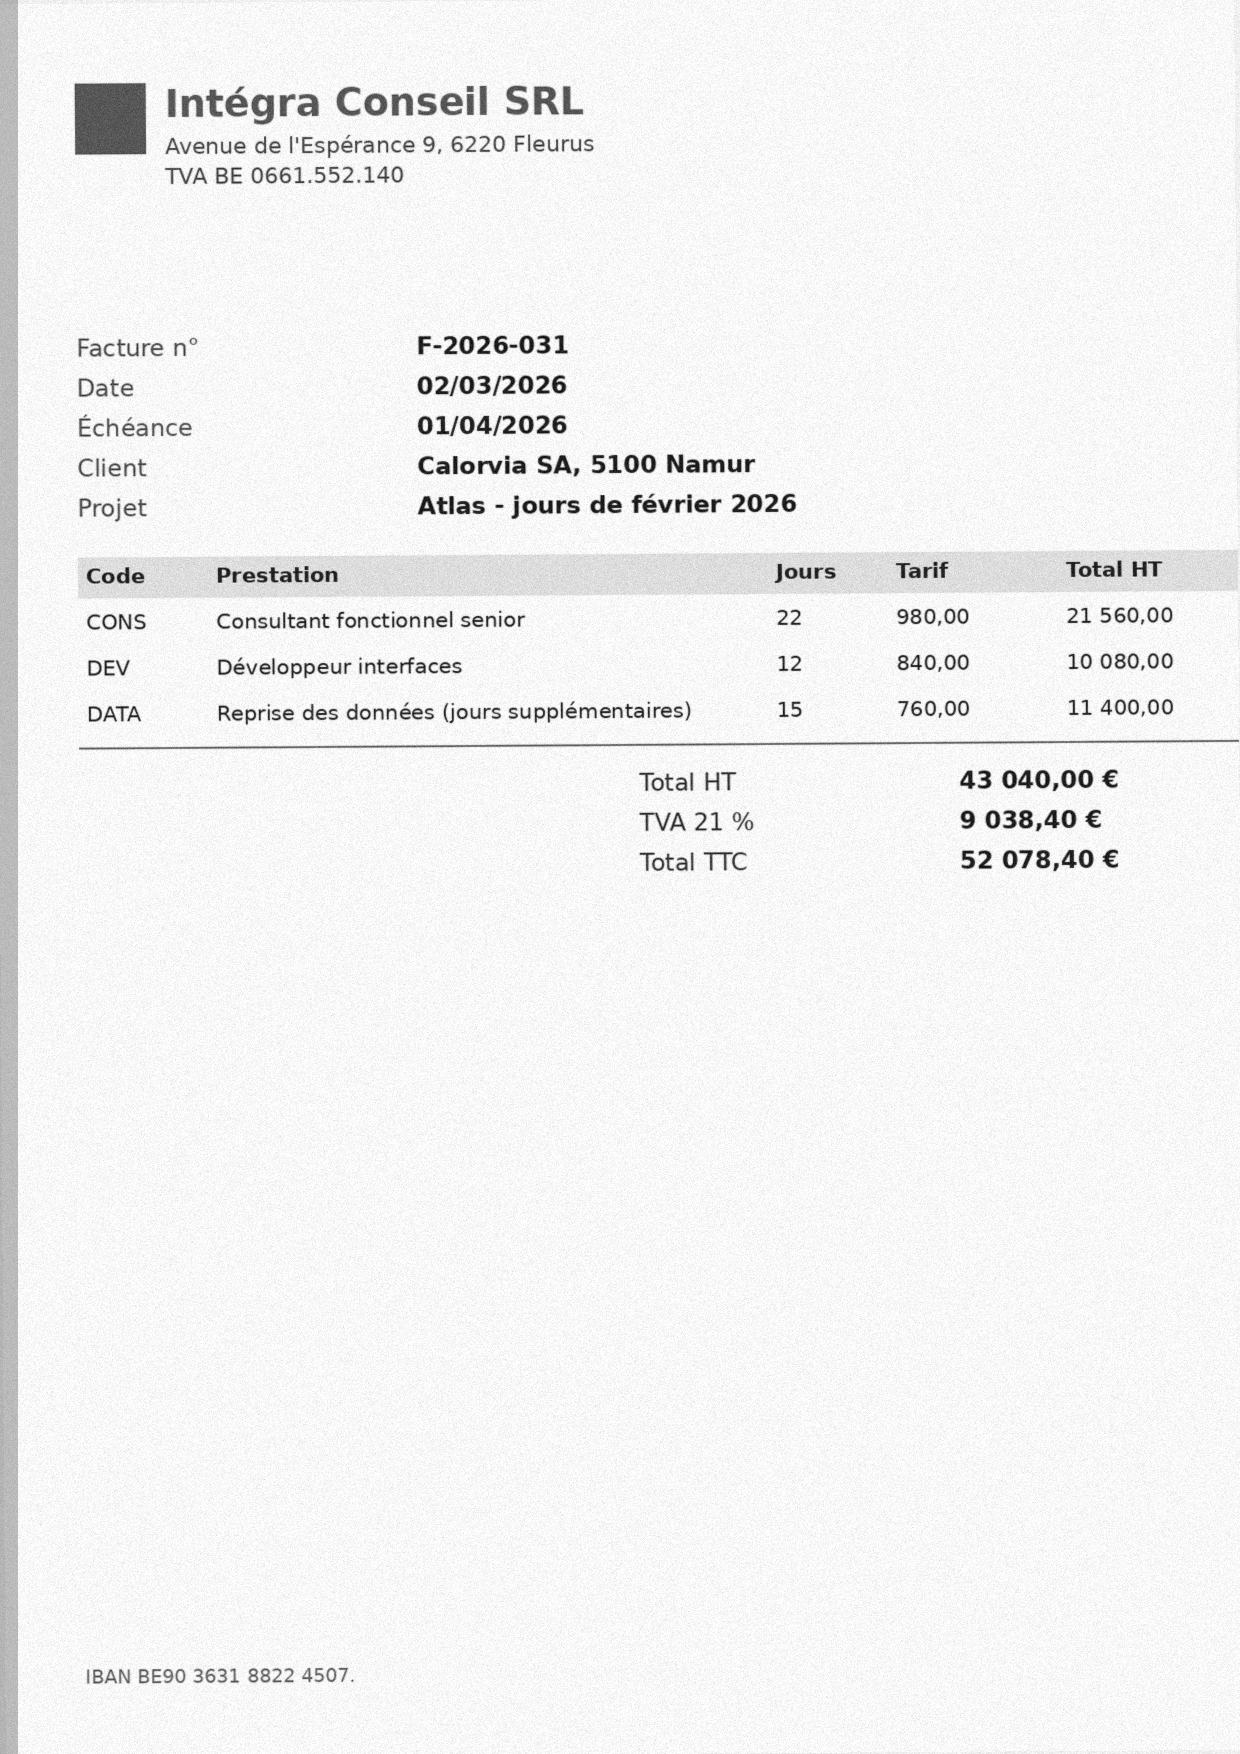 Intégra Conseil SRL
Avenue de l'Espérance 9, 6220 Fleurus
TVA BE 0661.552.140
Facture n° F-2026-031
Date 02/03/2026
Échéance 01/04/2026
Client Calorvia SA, 5100 Namur
Projet Atlas - jours de février 2026
Code Prestation Jours Tarif Total HT
CONS Consultant fonctionnel senior 22 980,00 21 560,00
DEV Développeur interfaces 12 840,00 10 080,00
DATA Reprise des données (jours supplémentaires) 15 760,00 11 400,00
Total HT 43 040,00 €
TVA 21 % 9 038,40 €
Total TTC 52 078,40 €
IBAN BE90 3631 8822 4507.